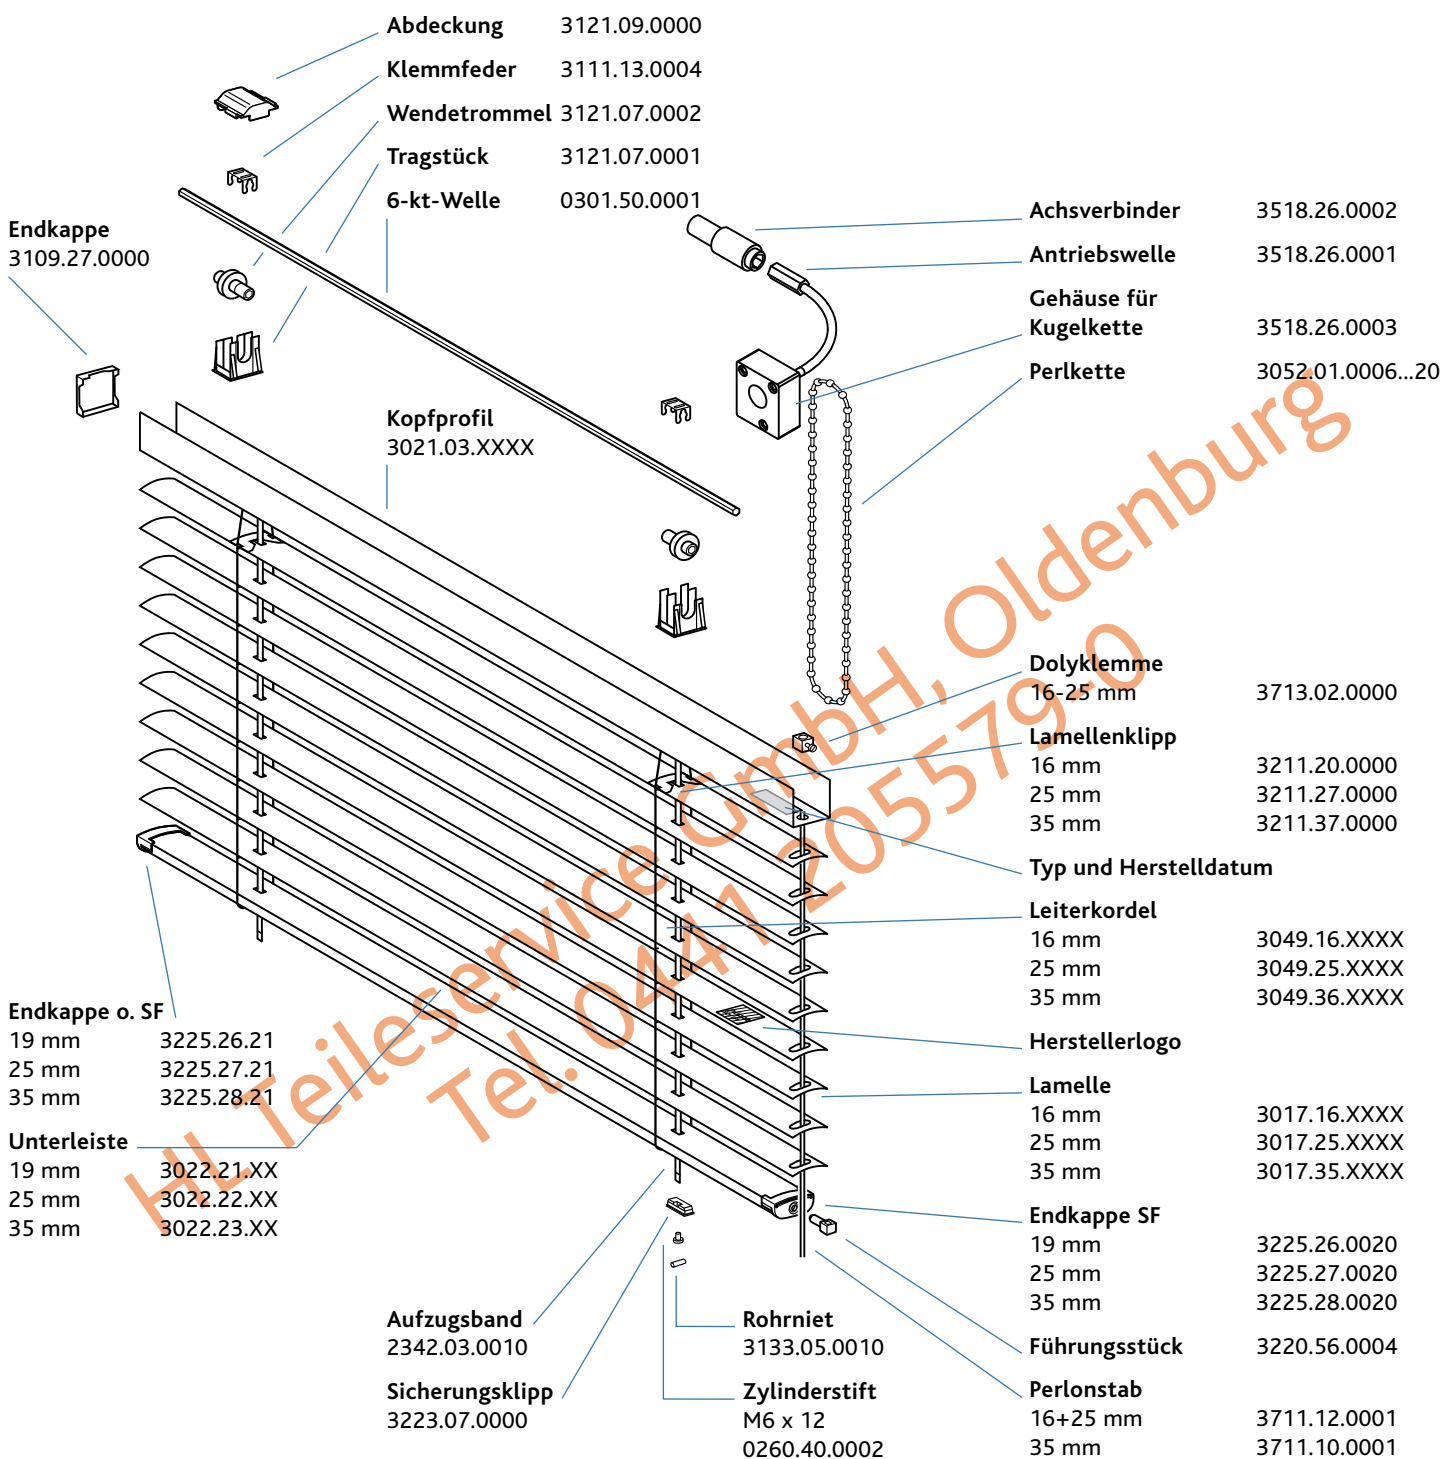 Abdeckung 3121.09.0000
Klemmfeder 3111.13.0004
Wendetrommel 3121.07.0002
Tragstück 3121.07.0001
6-kt-Welle 0301.50.0001
Endkappe
3109.27.0000
Kopfprofil
3021.03.XXXX
Achsverbinder 3518.26.0002
Antriebswelle 3518.26.0001
Gehäuse für
Kugelkette 3518.26.0003
Perlkette 3052.01.0006...20
Dolyklemme
16-25 mm 3713.02.0000
Lamellenklipp
16 mm 3211.20.0000
25 mm 3211.27.0000
35 mm 3211.37.0000
Typ und Herstelldatum
Leiterkordel
16 mm 3049.16.XXXX
25 mm 3049.25.XXXX
35 mm 3049.36.XXXX
Herstellerlogo
Lamelle
16 mm 3017.16.XXXX
25 mm 3017.25.XXXX
35 mm 3017.35.XXXX
Endkappe SF
19 mm 3225.26.0020
25 mm 3225.27.0020
35 mm 3225.28.0020
Führungsstück 3220.56.0004
Perlonstab
16+25 mm 3711.12.0001
35 mm 3711.10.0001
Endkappe o. SF
19 mm 3225.26.21
25 mm 3225.27.21
35 mm 3225.28.21
Unterleiste
19 mm 3022.21.XX
25 mm 3022.22.XX
35 mm 3022.23.XX
Aufzugsband
2342.03.0010
Sicherungsklipp
3223.07.0000
Rohrniet
3133.05.0010
Zylinderstift
M6 x 12
0260.40.0002
HL Teileservice GmbH, Oldenburg
Tel. 0441 205579-0